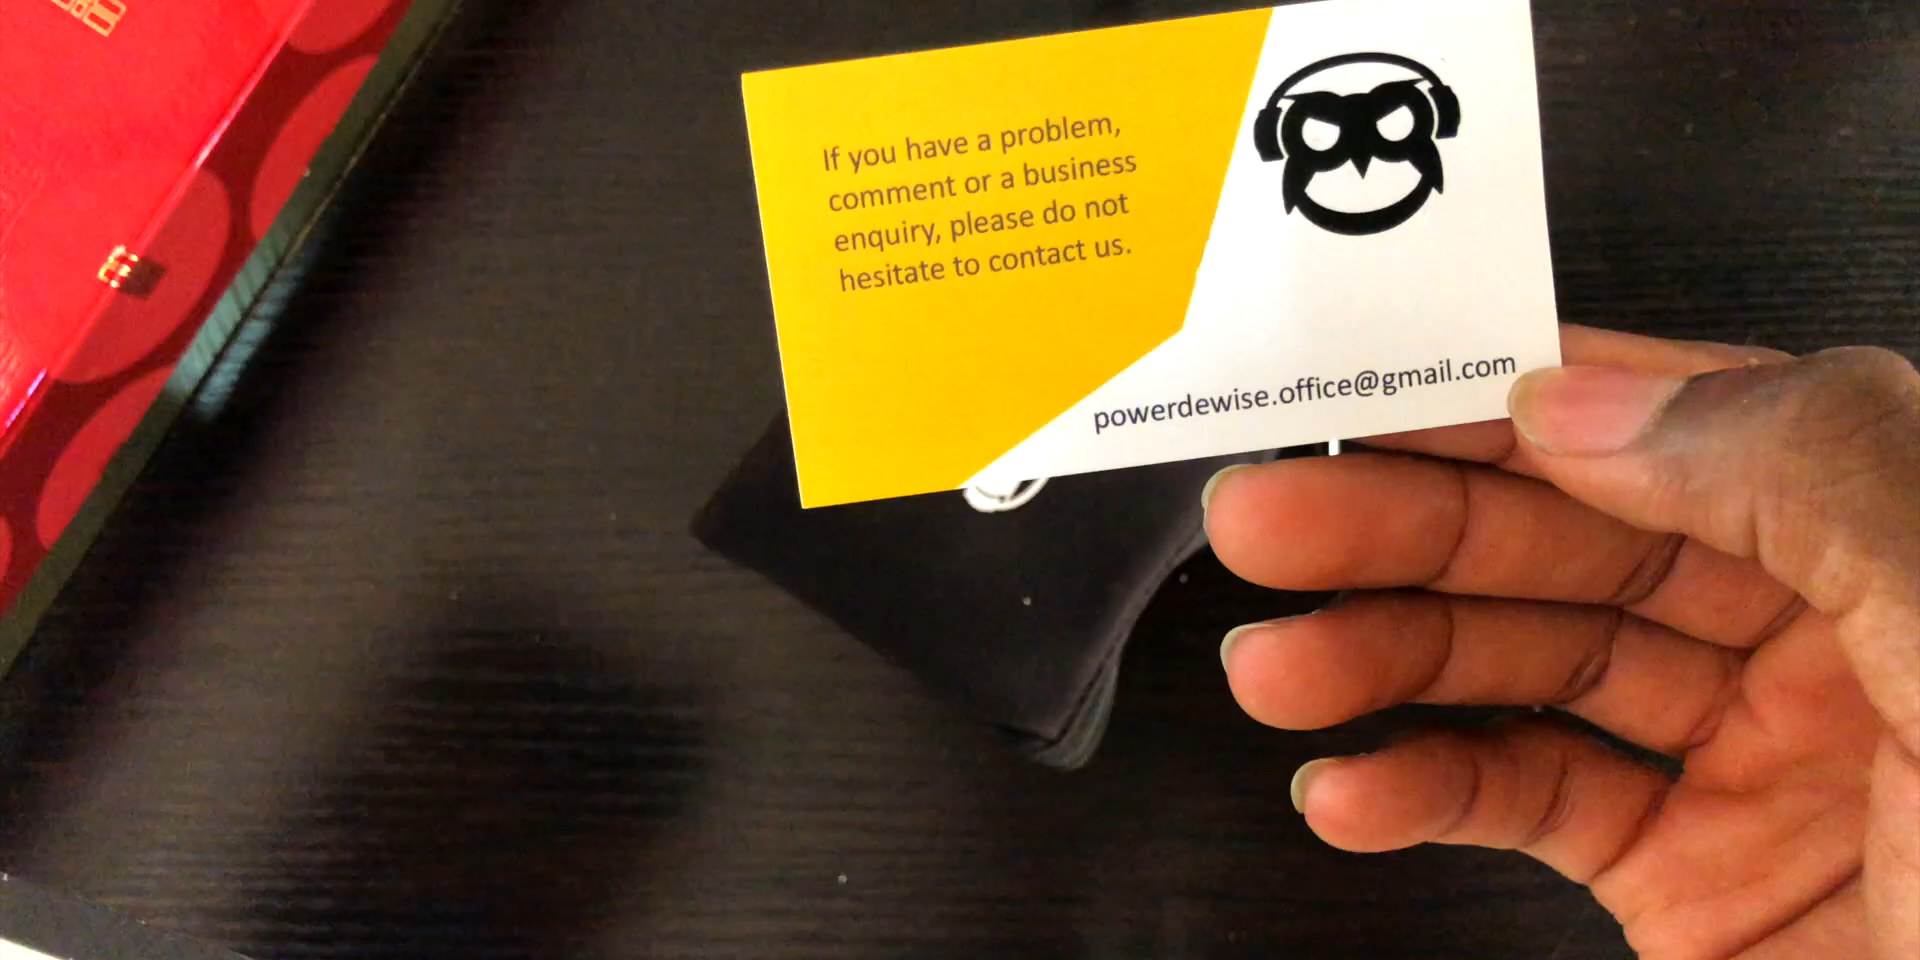 If you have a problem,
comment or a business
enquiry, please do not
hesitate to contact us.
powerdewise.office@gmail.com